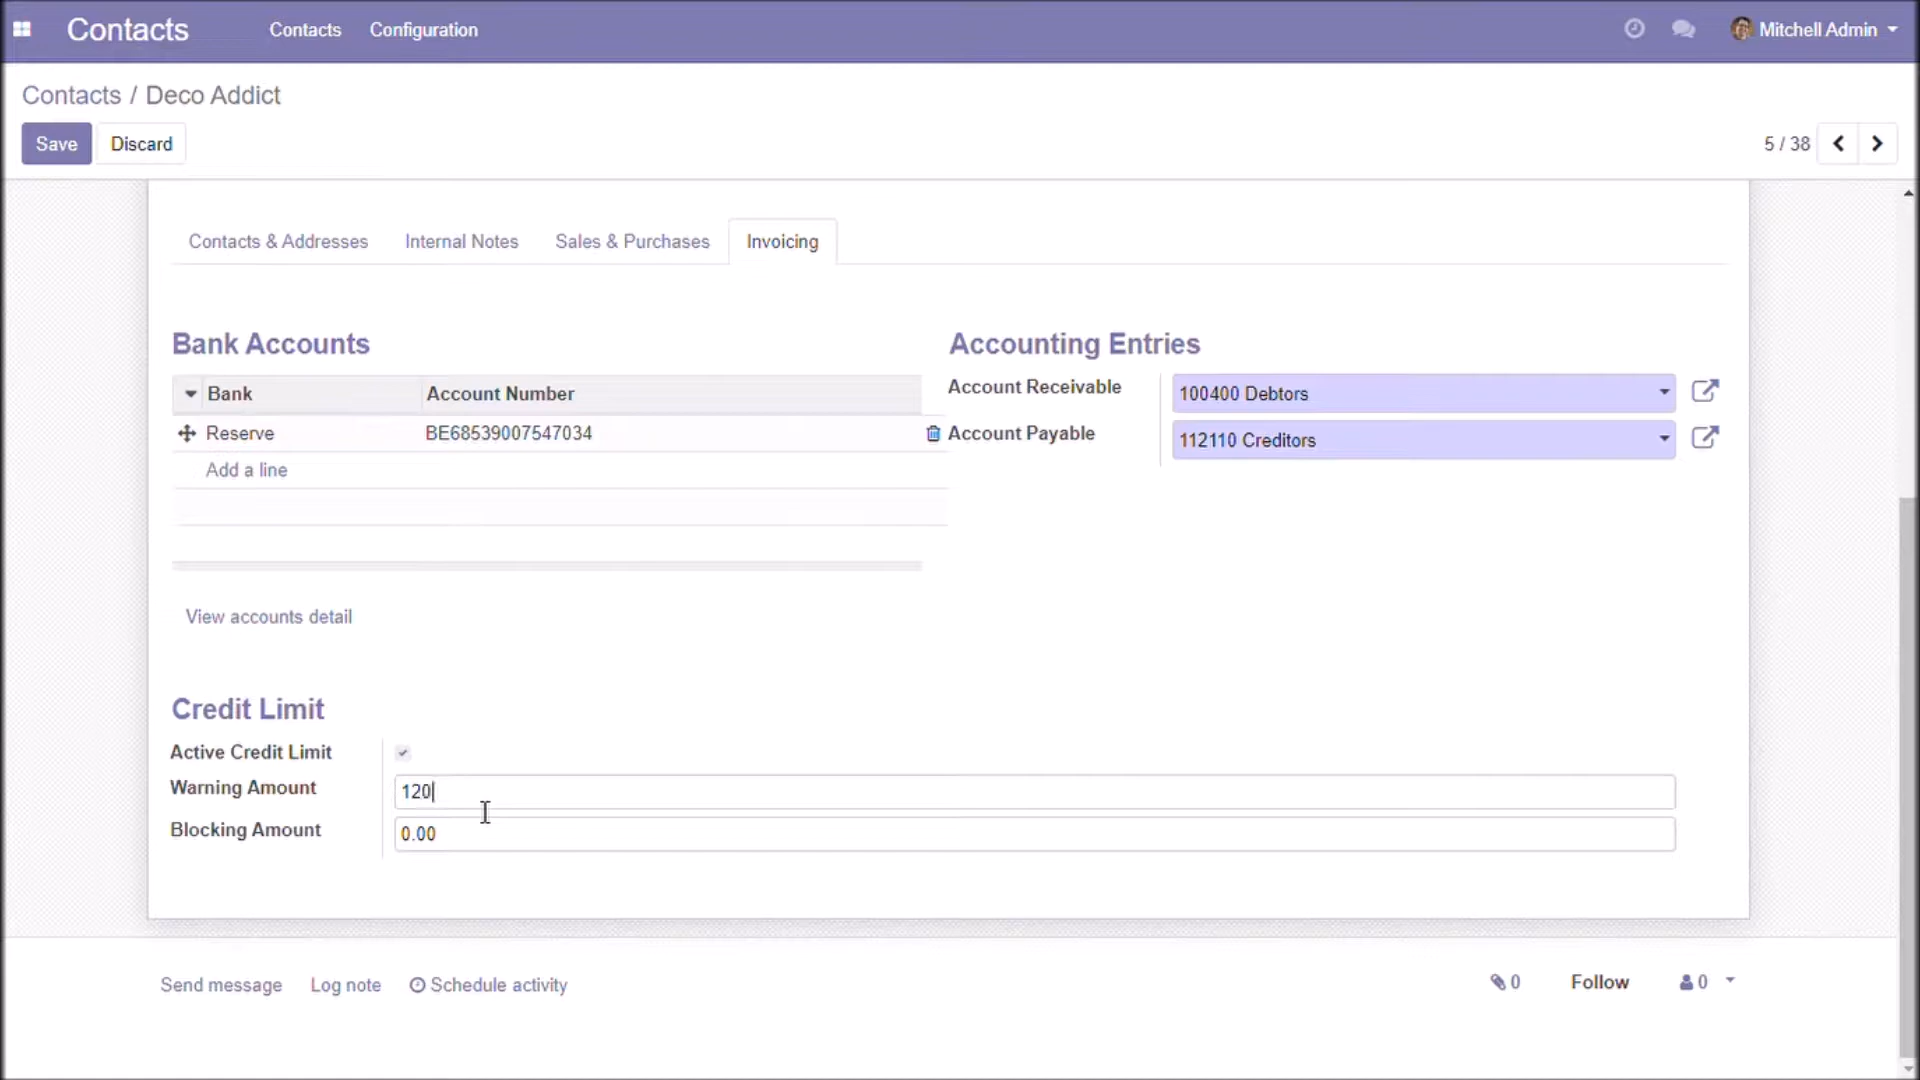 Contacts Contacts Configuration Mitchell Admin
Contacts / Deco Addict
Save Discard 5 / 38
Contacts & Addresses Internal Notes Sales & Purchases Invoicing
Bank Accounts
Bank Account Number
Reserve BE68539007547034
Add a line
View accounts detail
Accounting Entries
Account Receivable 100400 Debtors
Account Payable 112110 Creditors
Credit Limit
Active Credit Limit
Warning Amount 120
Blocking Amount 0.00
Send message Log note Schedule activity 0 Follow 0